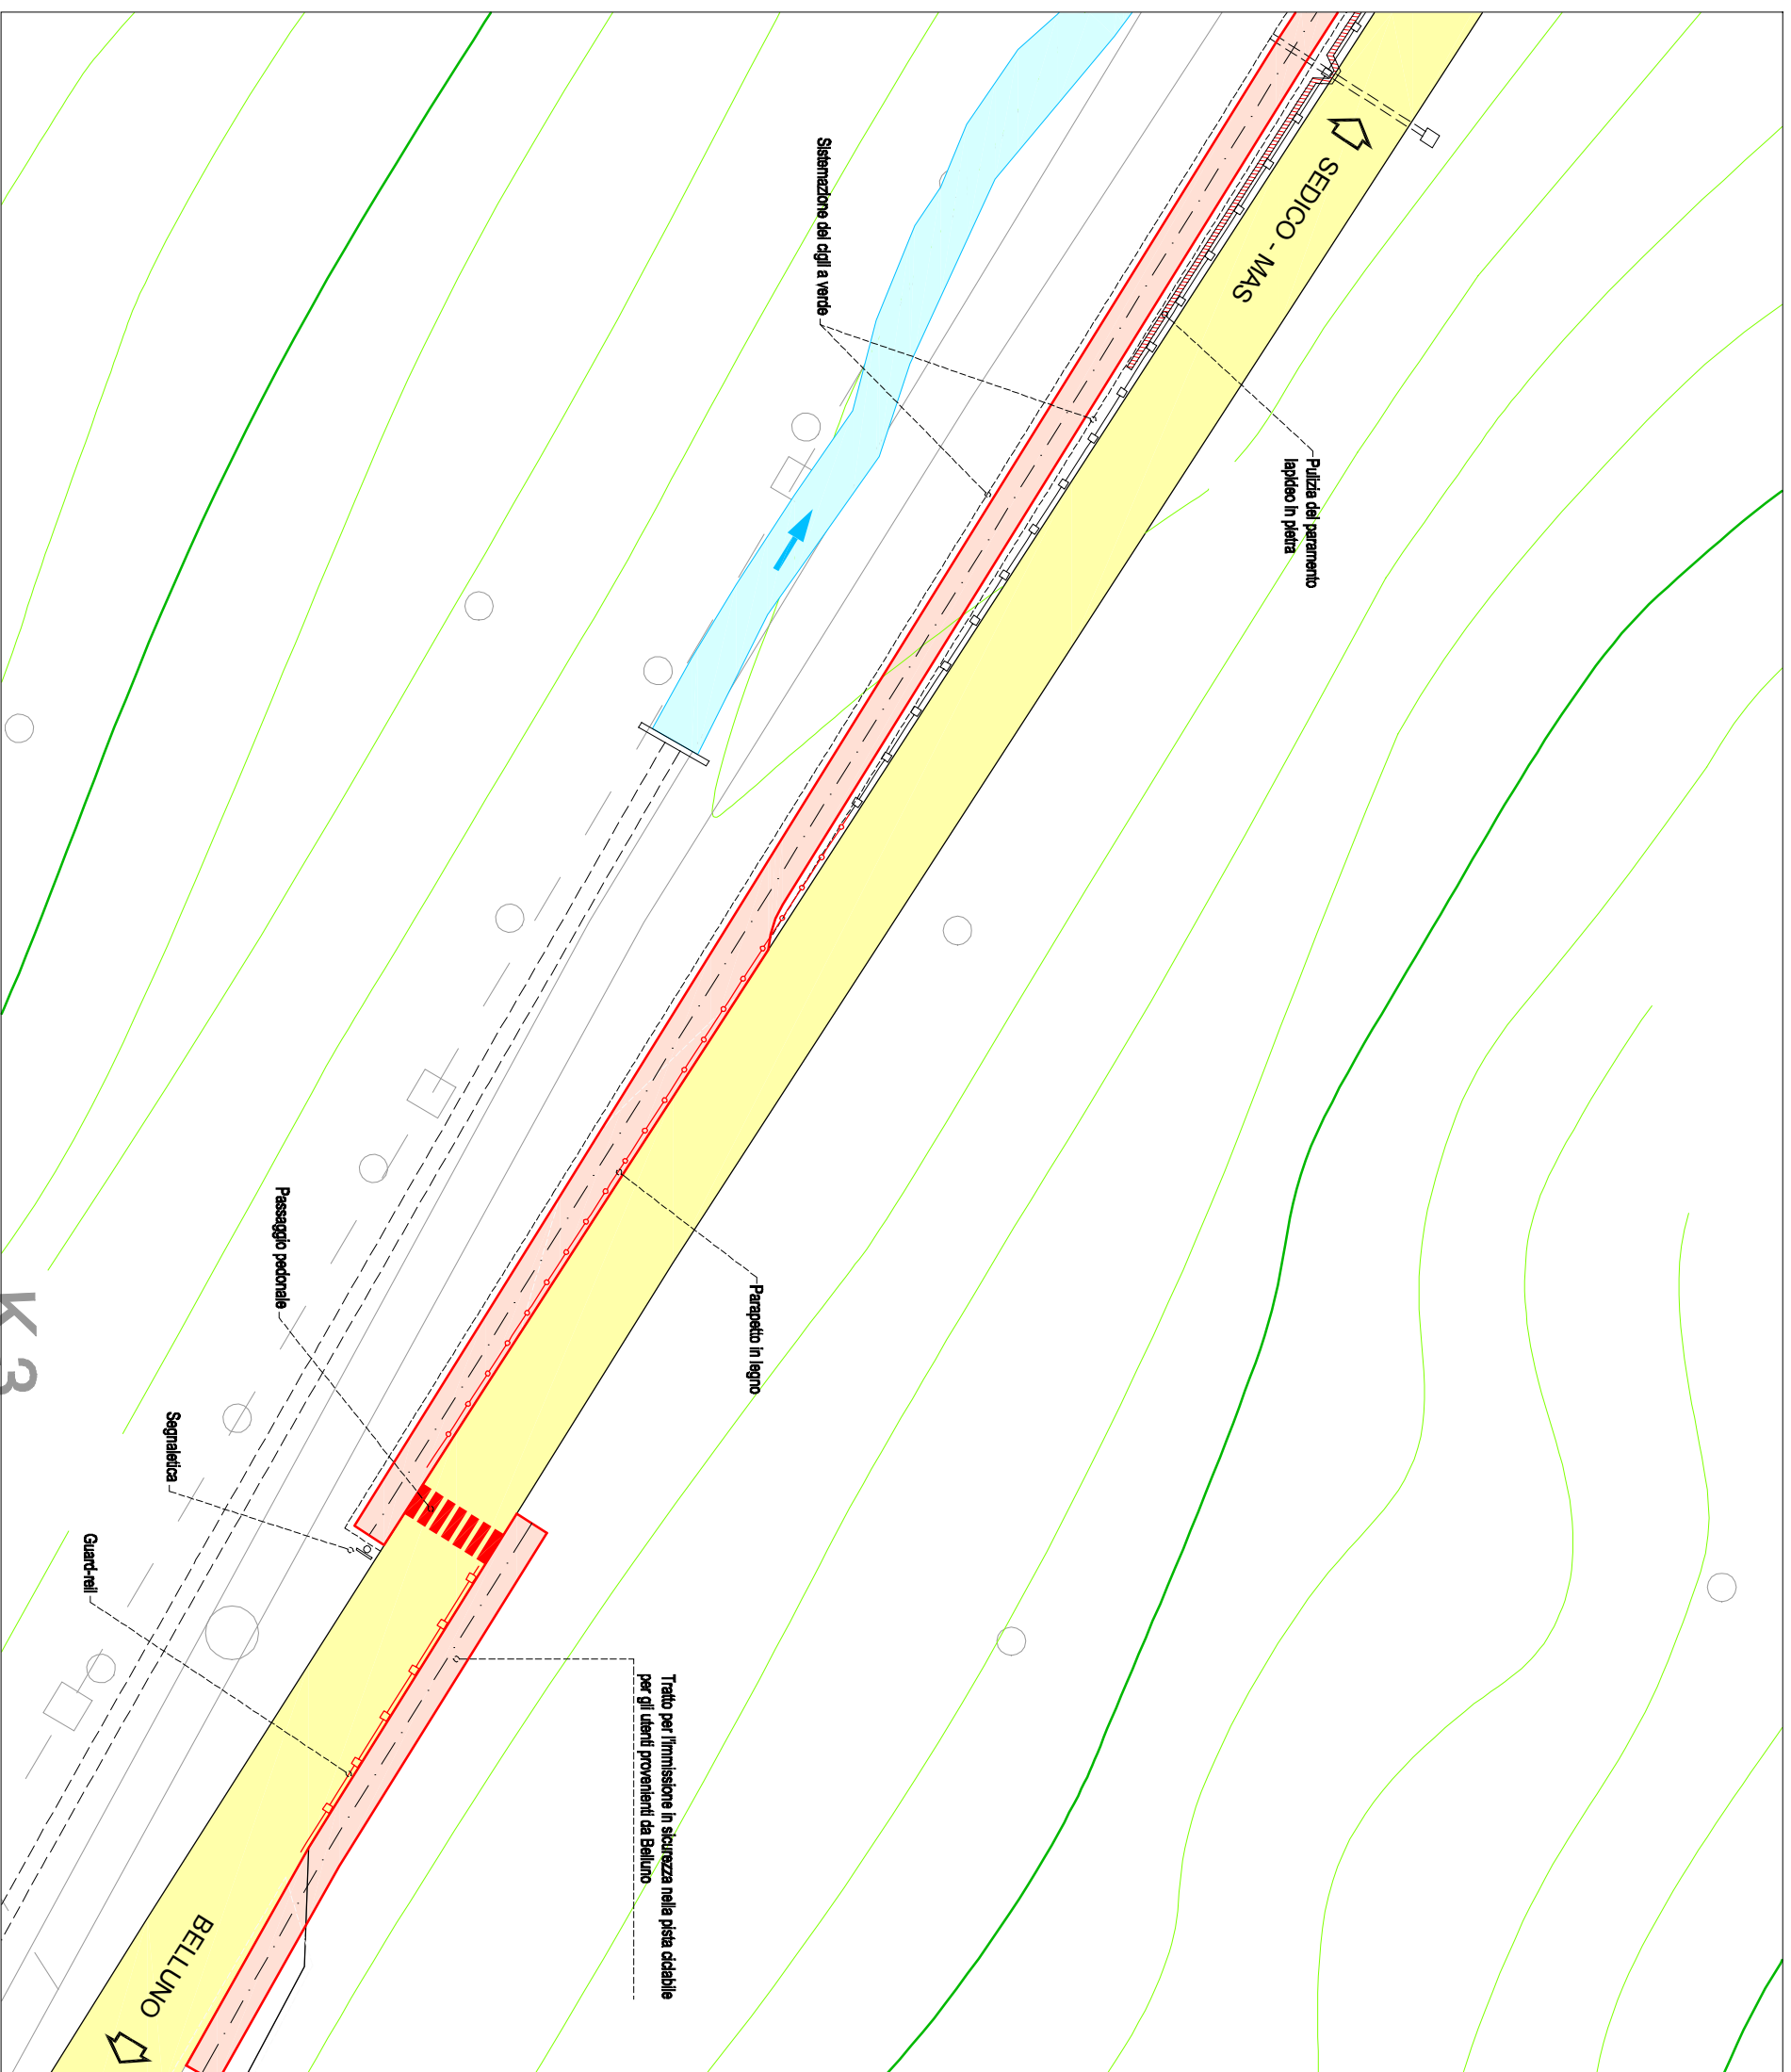 SEDICO - MAS
Pulizia del paramento
lapideo in pietra
Sistemazione dei cigli a verde
Parapetto in legno
Passaggio pedonale
Segnaletica
Guard-rail
Tratto per l'immissione in sicurezza nella pista ciclabile
per gli utenti provenienti da Belluno
BELLUNO
K 3